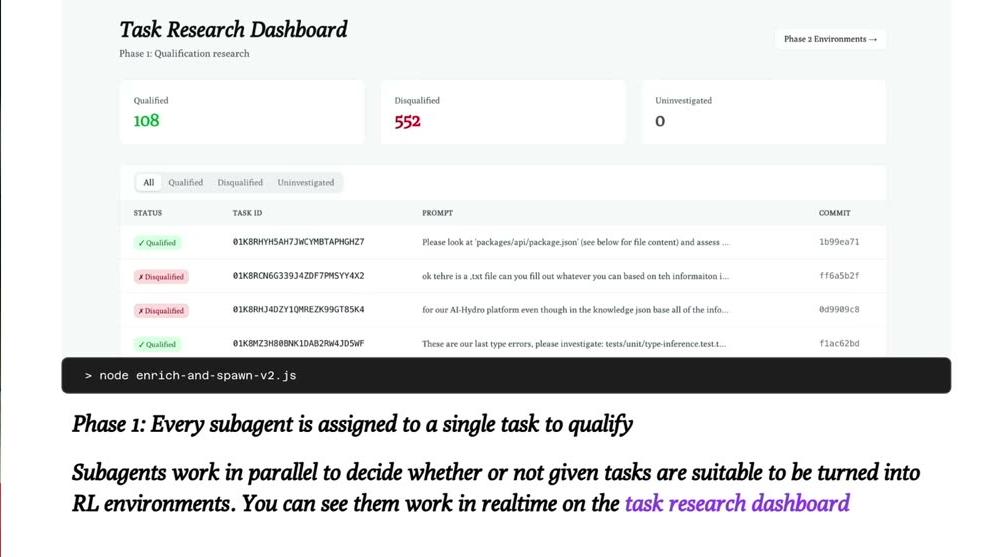 Task Research Dashboard
Phase 1: Qualification research
Phase 2 Environments →
Qualified
108
Disqualified
552
Uninvestigated
0
All Qualified Disqualified Uninvestigated
STATUS TASK ID PROMPT COMMIT
✓ Qualified 01K8RHYH5AH7JWCYMBTAPHGHZ7 Please look at 'packages/api/package.json' (see below for file content) and assess ... 1b99ea71
✗ Disqualified 01K8RCN6G339J4ZDF7PMSYY4X2 ok tehre is a .txt file can you fill out whatever you can based on teh informaiton i... ff6a5b2f
✗ Disqualified 01K8RHJ4DZY1QMREZK99GT85K4 for our AI-Hydro platform even though in the knowledge json base all of the info... 0d9909c8
✓ Qualified 01K8MZ3H80BNK1DAB2RW4JD5WF These are our last type errors, please investigate: tests/unit/type-inference.test.t... f1ac62bd
> node enrich-and-spawn-v2.js
Phase 1: Every subagent is assigned to a single task to qualify
Subagents work in parallel to decide whether or not given tasks are suitable to be turned into
RL environments. You can see them work in realtime on the task research dashboard